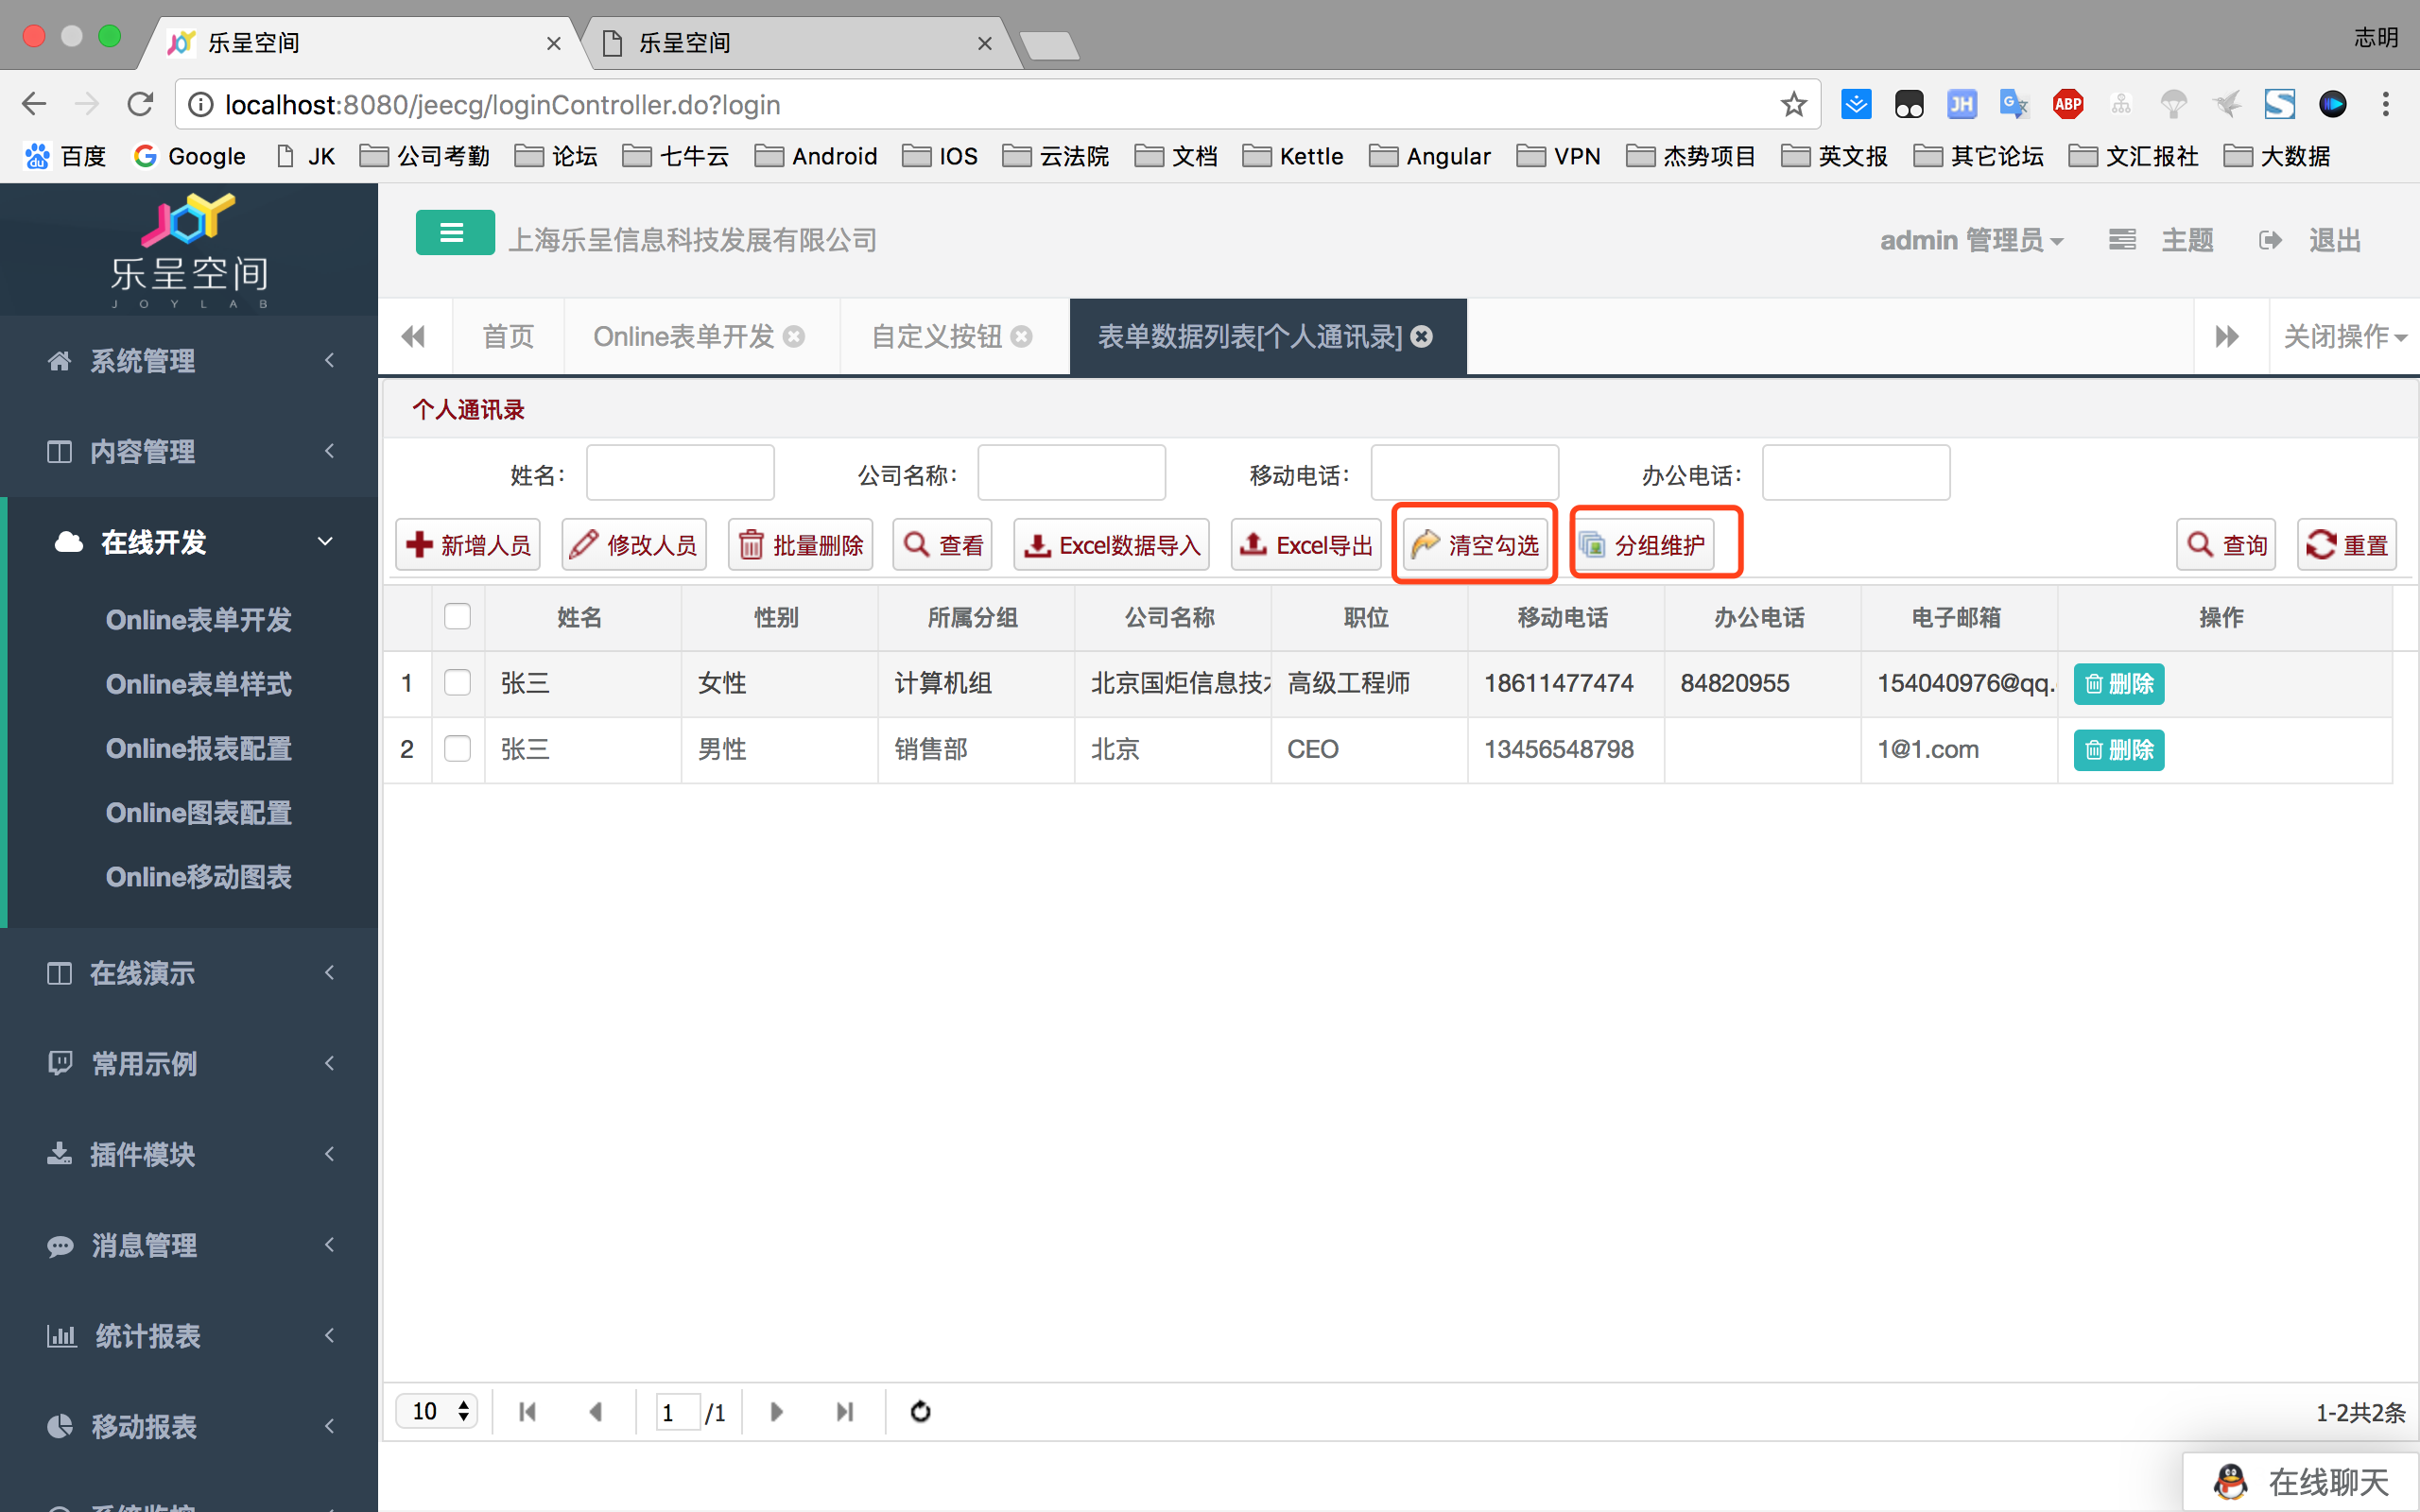 乐呈空间
乐呈空间
志明
localhost:8080/jeecg/loginController.do?login
JH
ABP
百度 Google JK 公司考勤 论坛 七牛云 Android IOS 云法院 文档 Kettle Angular VPN 杰势项目 英文报 其它论坛 文汇报社 大数据
JOY
乐呈空间
JOYLAB
上海乐呈信息科技发展有限公司
admin 管理员 主题 退出
首页 Online表单开发 自定义按钮 表单数据列表[个人通讯录] 关闭操作
系统管理
内容管理
在线开发
Online表单开发
Online表单样式
Online报表配置
Online图表配置
Online移动图表
在线演示
常用示例
插件模块
消息管理
统计报表
移动报表
个人通讯录
姓名: 公司名称: 移动电话: 办公电话:
新增人员 修改人员 批量删除 查看 Excel数据导入 Excel导出 清空勾选 分组维护 查询 重置
姓名 性别 所属分组 公司名称 职位 移动电话 办公电话 电子邮箱 操作
1 张三 女性 计算机组 北京国炬信息技 高级工程师 18611477474 84820955 154040976@qq. 删除
2 张三 男性 销售部 北京 CEO 13456548798 1@1.com 删除
10 1 /1 1-2共2条
在线聊天